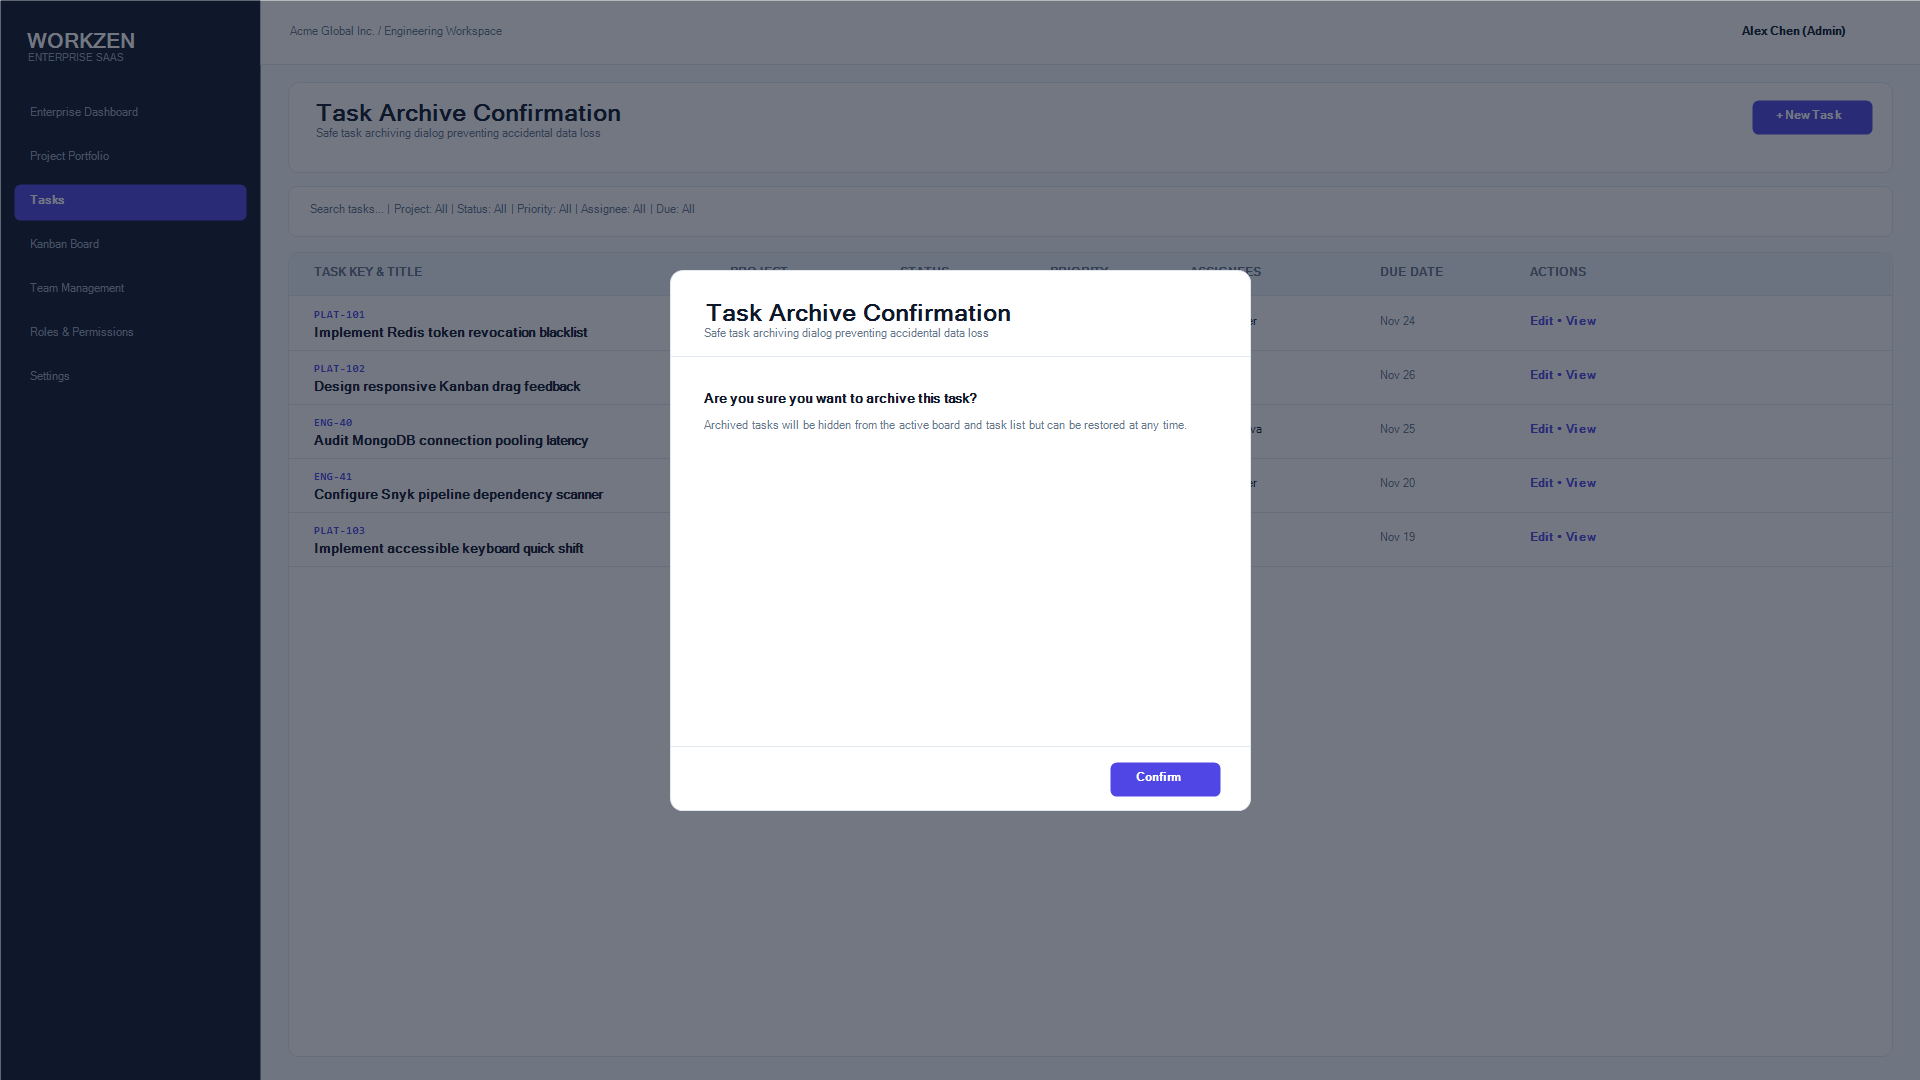 WORKZEN
ENTERPRISE SAAS
Enterprise Dashboard
Project Portfolio
Tasks
Kanban Board
Team Management
Roles & Permissions
Settings
Acme Global Inc. / Engineering Workspace
Alex Chen (Admin)
Task Archive Confirmation
Safe task archiving dialog preventing accidental data loss
+ New Task
Search tasks... | Project: All | Status: All | Priority: All | Assignee: All | Due: All
TASK KEY & TITLE PROJECT STATUS PRIORITY ASSIGNEES DUE DATE ACTIONS
PLAT-101
Implement Redis token revocation blacklist
er Nov 24 Edit • View
PLAT-102
Design responsive Kanban drag feedback
Nov 26 Edit • View
ENG-40
Audit MongoDB connection pooling latency
va Nov 25 Edit • View
ENG-41
Configure Snyk pipeline dependency scanner
er Nov 20 Edit • View
PLAT-103
Implement accessible keyboard quick shift
Nov 19 Edit • View
Task Archive Confirmation
Safe task archiving dialog preventing accidental data loss
Are you sure you want to archive this task?
Archived tasks will be hidden from the active board and task list but can be restored at any time.
Confirm